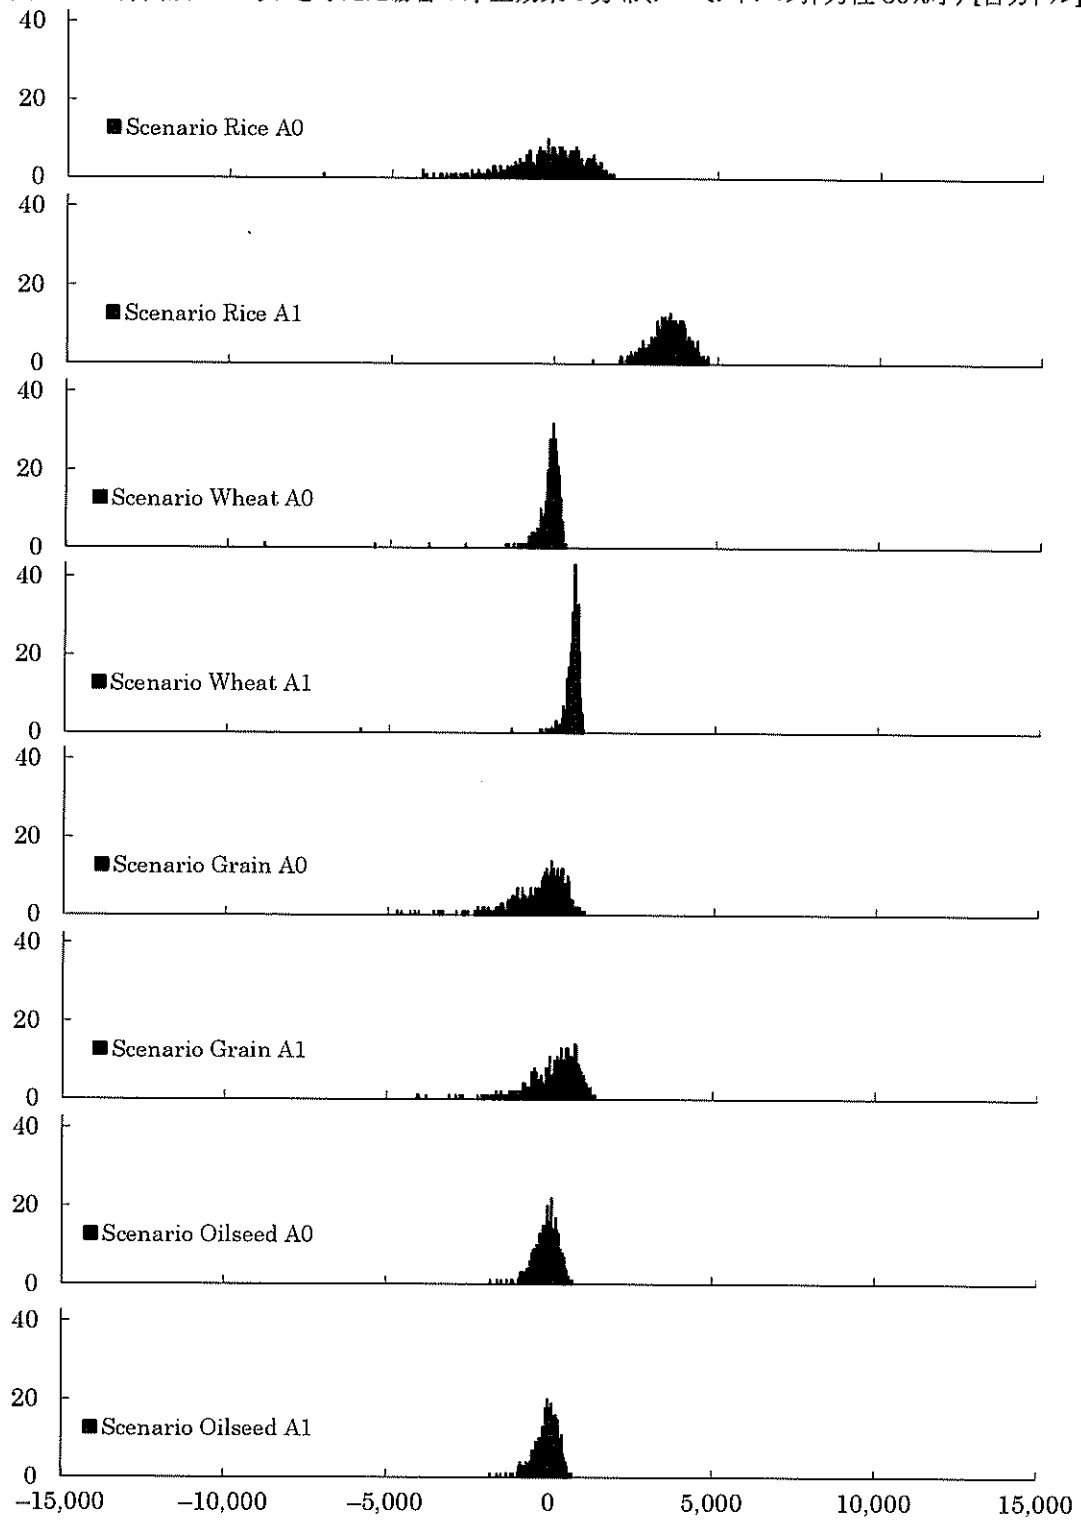 40
20
0
■ Scenario Rice A0
40
20
0
■ Scenario Rice A1
40
20
0
■ Scenario Wheat A0
40
20
0
■ Scenario Wheat A1
40
20
0
■ Scenario Grain A0
40
20
0
■ Scenario Grain A1
40
20
0
■ Scenario Oilseed A0
40
20
0
■ Scenario Oilseed A1
−15,000 −10,000 −5,000 0 5,000 10,000 15,000